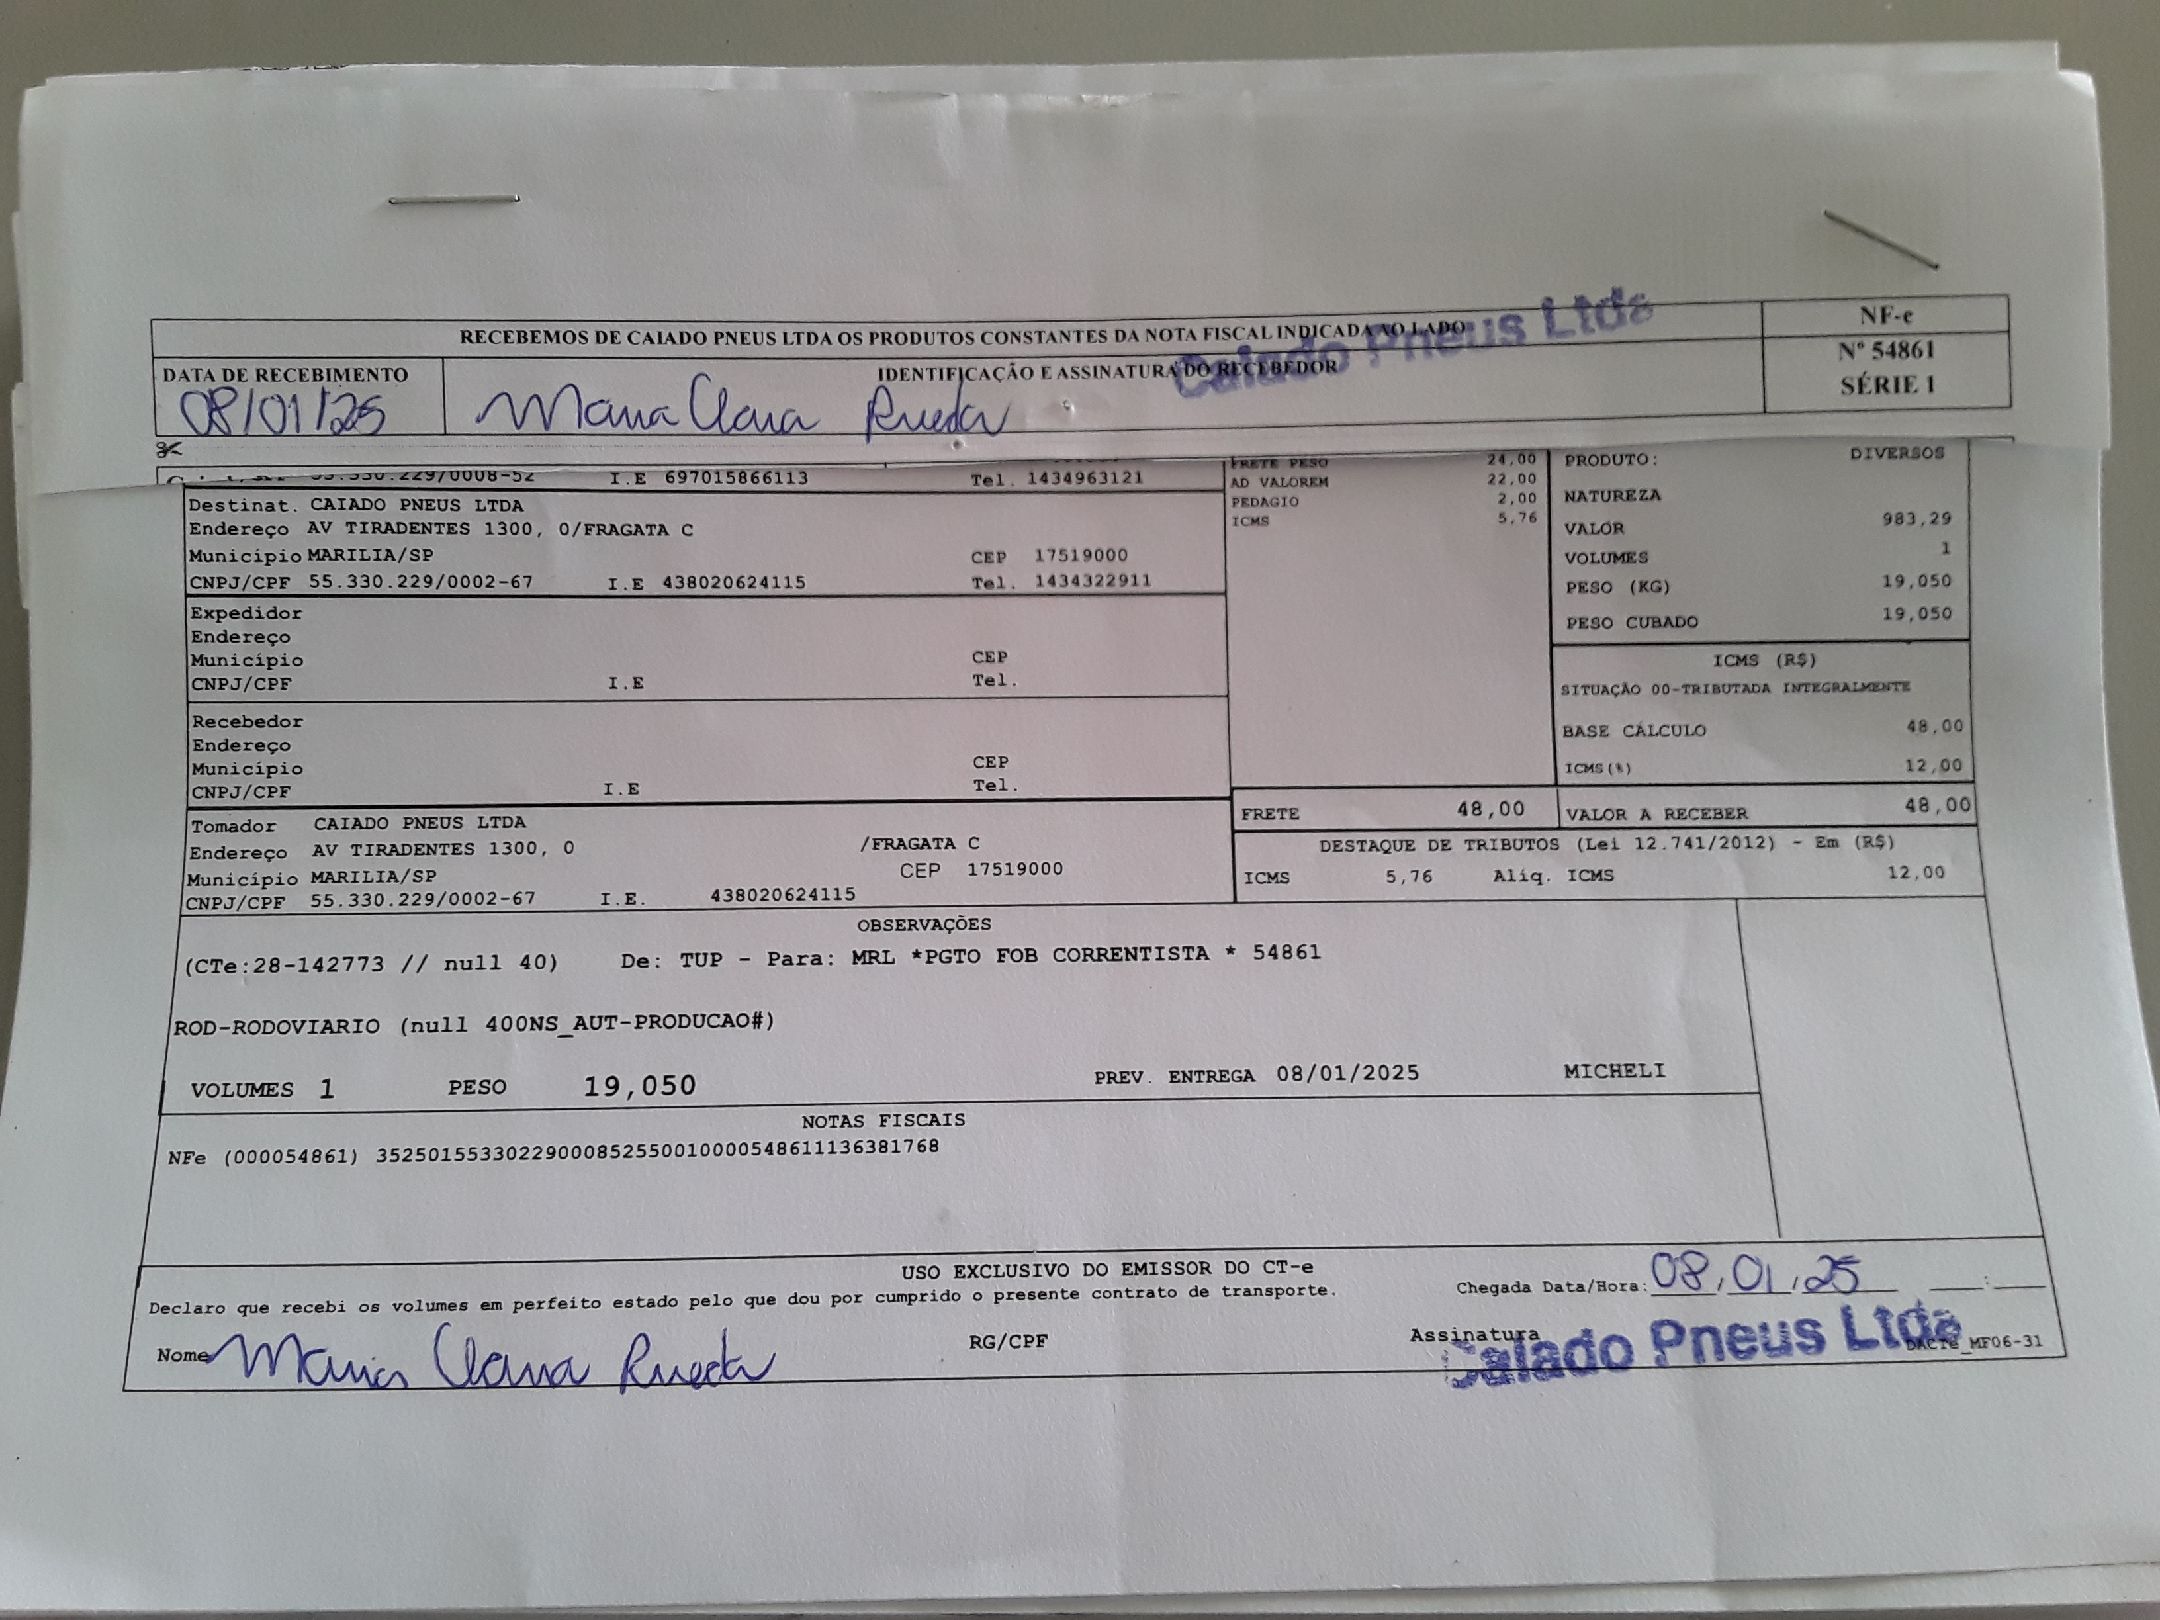 RECEBEMOS DE CAIADO PNEUS LTDA OS PRODUTOS CONSTANTES DA NOTA FISCAL INDICADA AO LADO
Caiado Pneus Ltda
NF-e
Nº 54861
SÉRIE 1
DATA DE RECEBIMENTO
08/01/25
IDENTIFICAÇÃO E ASSINATURA DO RECEBEDOR
Maria Clara Rueda
55.330.229/0008-52 I.E 697015866113 Tel. 1434963121
Destinat. CAIADO PNEUS LTDA
Endereço AV TIRADENTES 1300, 0/FRAGATA C
Município MARILIA/SP CEP 17519000
CNPJ/CPF 55.330.229/0002-67 I.E 438020624115 Tel. 1434322911
Expedidor
Endereço
Município CEP
CNPJ/CPF I.E Tel.
Recebedor
Endereço
Município CEP
CNPJ/CPF I.E Tel.
Tomador CAIADO PNEUS LTDA
Endereço AV TIRADENTES 1300, 0 /FRAGATA C
Município MARILIA/SP CEP 17519000
CNPJ/CPF 55.330.229/0002-67 I.E. 438020624115
FRETE PESO 24,00
AD VALOREM 22,00
PEDAGIO 2,00
ICMS 5,76
PRODUTO: DIVERSOS
NATUREZA
VALOR 983,29
VOLUMES 1
PESO (KG) 19,050
PESO CUBADO 19,050
ICMS (R$)
SITUAÇÃO 00-TRIBUTADA INTEGRALMENTE
BASE CÁLCULO 48,00
ICMS(%) 12,00
FRETE 48,00 VALOR A RECEBER 48,00
DESTAQUE DE TRIBUTOS (Lei 12.741/2012) - Em (R$)
ICMS 5,76 Aliq. ICMS 12,00
OBSERVAÇÕES
(CTe:28-142773 // null 40) De: TUP - Para: MRL *PGTO FOB CORRENTISTA * 54861
ROD-RODOVIARIO (null 400NS_AUT-PRODUCAO#)
VOLUMES 1 PESO 19,050 PREV. ENTREGA 08/01/2025 MICHELI
NOTAS FISCAIS
NFe (000054861) 35250155330229000852550010000548611136381768
USO EXCLUSIVO DO EMISSOR DO CT-e
Declaro que recebi os volumes em perfeito estado pelo que dou por cumprido o presente contrato de transporte.
Chegada Data/Hora: 08/01/25 :
Nome Maria Clara Rueda RG/CPF Assinatura
Caiado Pneus Ltda
DACTe_MF06-31